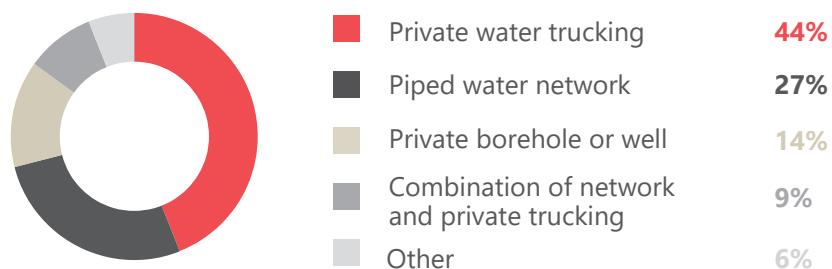 Private water trucking 44%
Piped water network 27%
Private borehole or well 14%
Combination of network
and private trucking 9%
Other 6%